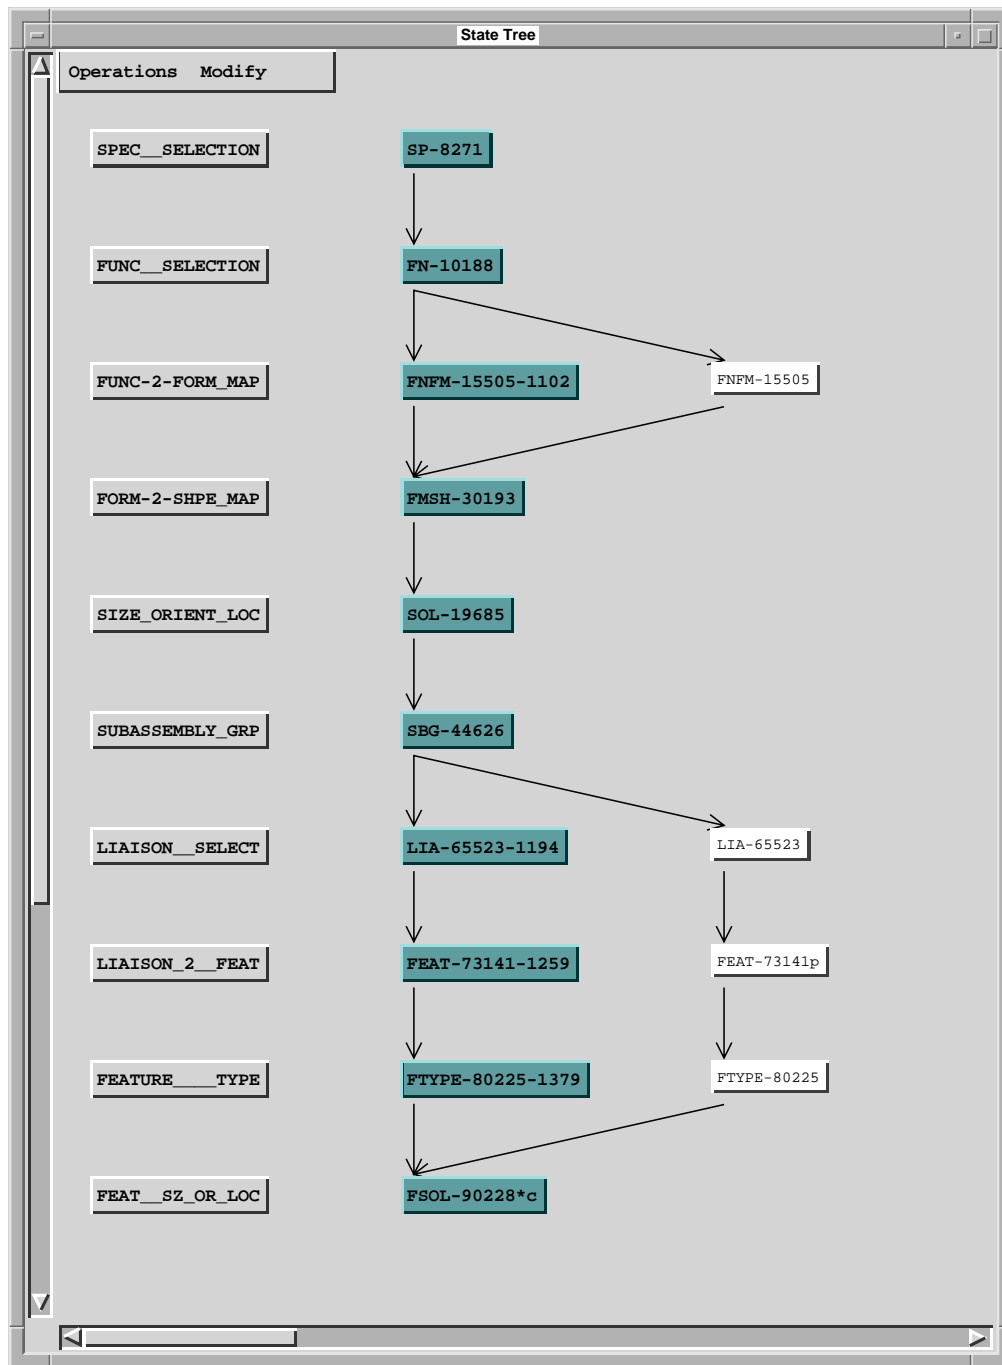 State Tree
Operations Modify
SPEC__SELECTION SP-8271
FUNC__SELECTION FN-10188
FUNC-2-FORM_MAP FNFM-15505-1102 FNFM-15505
FORM-2-SHPE_MAP FMSH-30193
SIZE_ORIENT_LOC SOL-19685
SUBASSEMBLY_GRP SBG-44626
LIAISON__SELECT LIA-65523-1194 LIA-65523
LIAISON_2__FEAT FEAT-73141-1259 FEAT-73141p
FEATURE____TYPE FTYPE-80225-1379 FTYPE-80225
FEAT__SZ_OR_LOC FSOL-90228*c